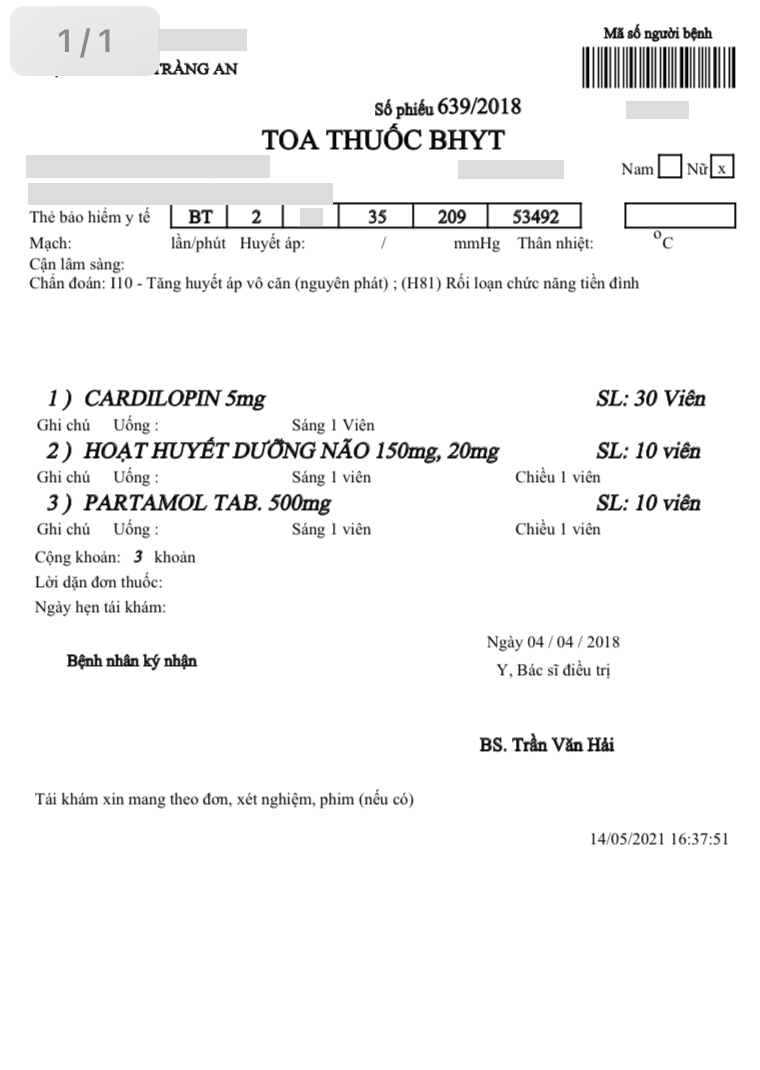 1/1
Mã số người bệnh
TRÀNG AN
Số phiếu 639/2018
TOA THUỐC BHYT
Nam Nữ x
Thẻ bảo hiểm y tế BT 2 35 209 53492
Mạch: lần/phút Huyết áp: / mmHg Thân nhiệt: °C
Cận lâm sàng:
Chẩn đoán: I10 - Tăng huyết áp vô căn (nguyên phát) ; (H81) Rối loạn chức năng tiền đình
1 ) CARDILOPIN 5mg SL: 30 Viên
Ghi chú Uống : Sáng 1 Viên
2 ) HOẠT HUYẾT DƯỠNG NÃO 150mg, 20mg SL: 10 viên
Ghi chú Uống : Sáng 1 viên Chiều 1 viên
3 ) PARTAMOL TAB. 500mg SL: 10 viên
Ghi chú Uống : Sáng 1 viên Chiều 1 viên
Cộng khoản: 3 khoản
Lời dặn đơn thuốc:
Ngày hẹn tái khám:
Ngày 04 / 04 / 2018
Bệnh nhân ký nhận
Y, Bác sĩ điều trị
BS. Trần Văn Hải
Tái khám xin mang theo đơn, xét nghiệm, phim (nếu có)
14/05/2021 16:37:51